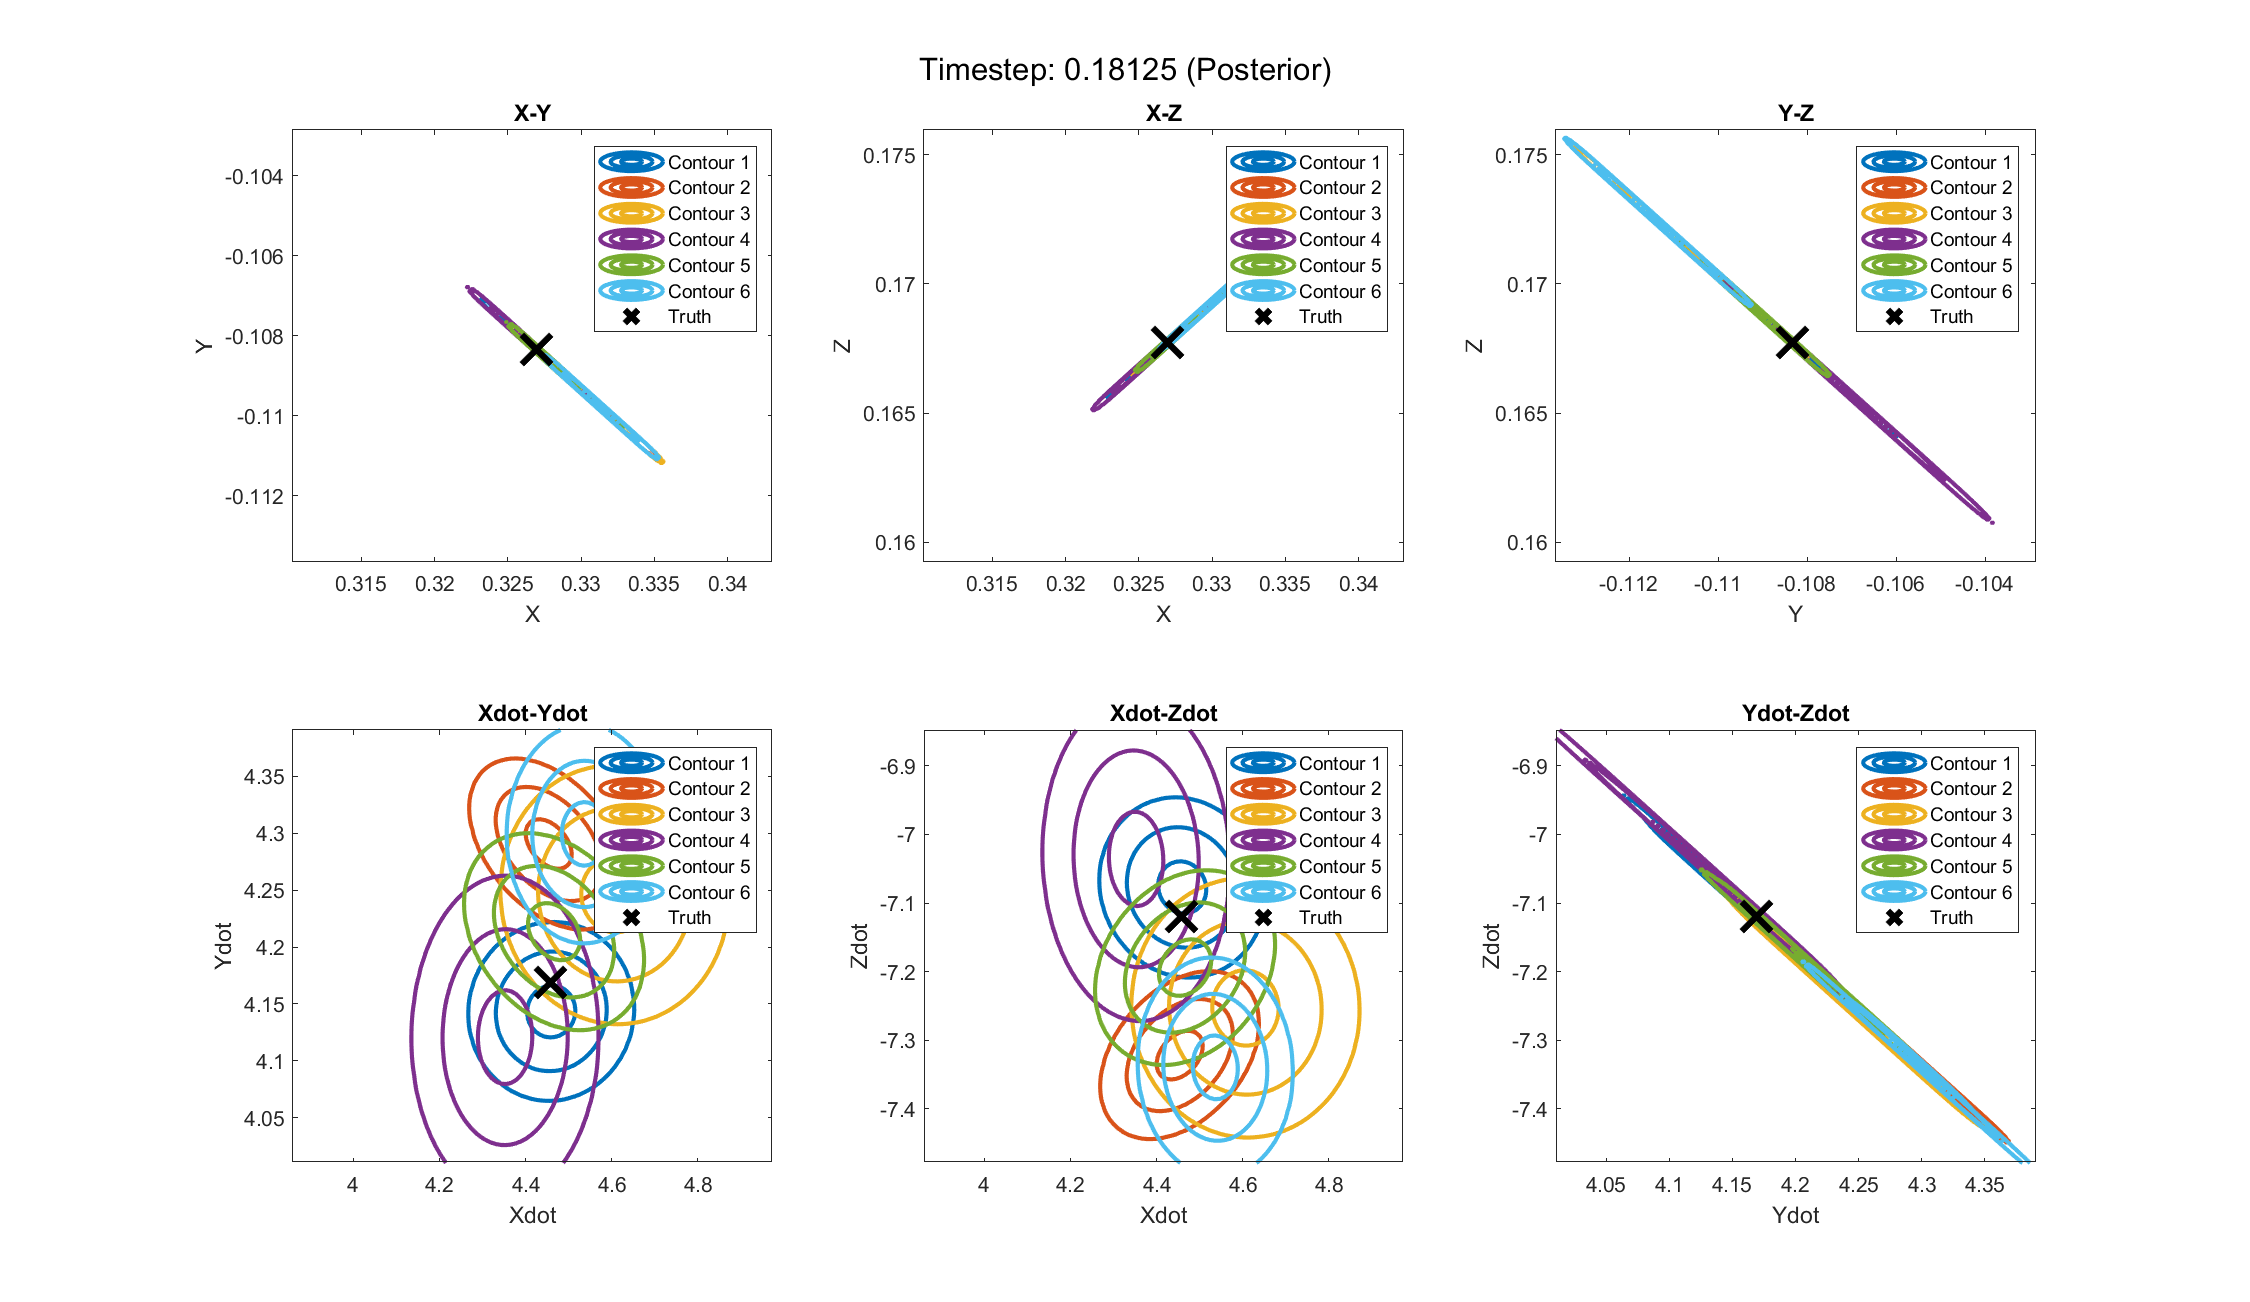 Timestep: 0.18125 (Posterior)
X-Y
-0.104
-0.106
-0.108
-0.11
-0.112
Y
0.315 0.32 0.325 0.33 0.335 0.34
X
Contour 1
Contour 2
Contour 3
Contour 4
Contour 5
Contour 6
Truth
X-Z
0.175
0.17
0.165
0.16
Z
0.315 0.32 0.325 0.33 0.335 0.34
X
Contour 1
Contour 2
Contour 3
Contour 4
Contour 5
Contour 6
Truth
Y-Z
0.175
0.17
0.165
0.16
Z
-0.112 -0.11 -0.108 -0.106 -0.104
Y
Contour 1
Contour 2
Contour 3
Contour 4
Contour 5
Contour 6
Truth
Xdot-Ydot
4.35
4.3
4.25
4.2
4.15
4.1
4.05
Ydot
4 4.2 4.4 4.6 4.8
Xdot
Contour 1
Contour 2
Contour 3
Contour 4
Contour 5
Contour 6
Truth
Xdot-Zdot
-6.9
-7
-7.1
-7.2
-7.3
-7.4
Zdot
4 4.2 4.4 4.6 4.8
Xdot
Contour 1
Contour 2
Contour 3
Contour 4
Contour 5
Contour 6
Truth
Ydot-Zdot
-6.9
-7
-7.1
-7.2
-7.3
-7.4
Zdot
4.05 4.1 4.15 4.2 4.25 4.3 4.35
Ydot
Contour 1
Contour 2
Contour 3
Contour 4
Contour 5
Contour 6
Truth